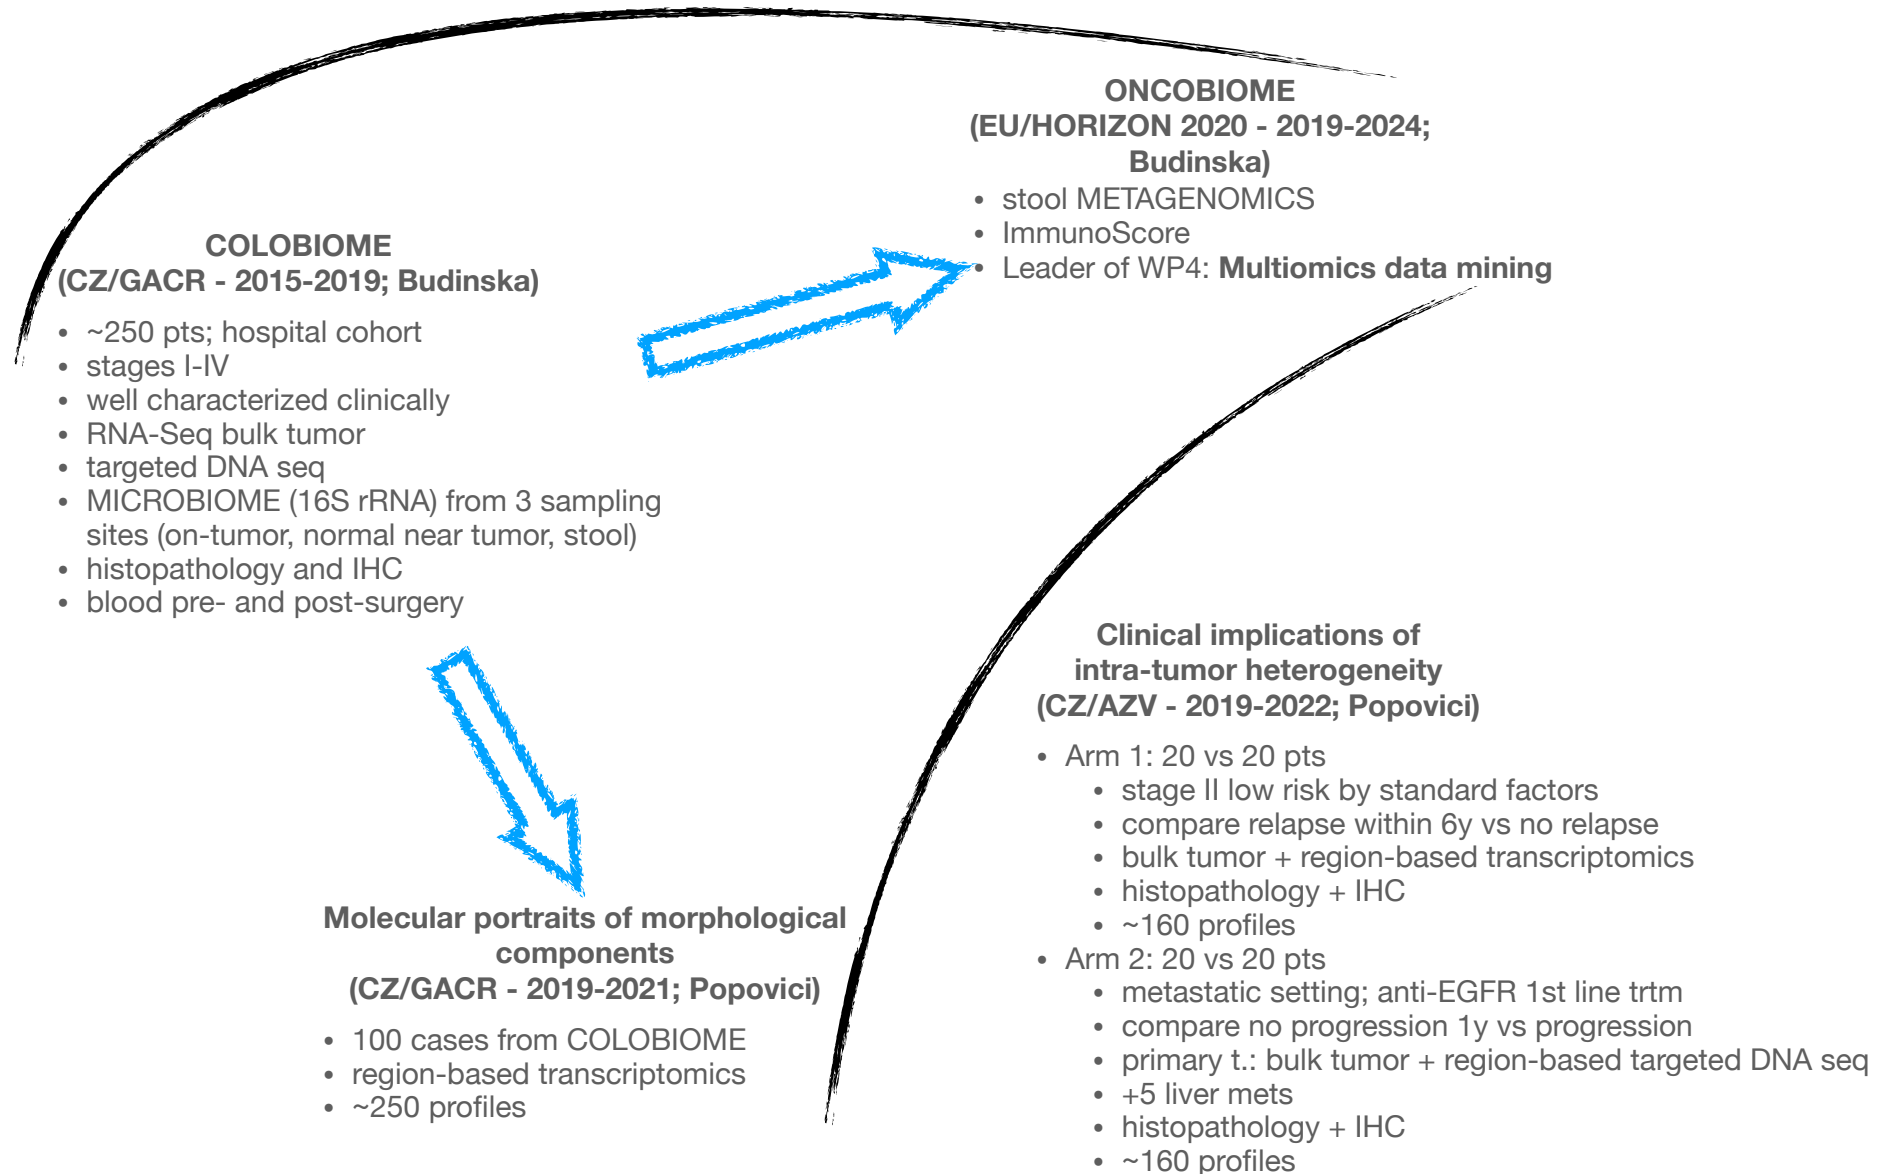 ONCOBIOME
(EU/HORIZON 2020 - 2019-2024;
Budinska)
• stool METAGENOMICS
• ImmunoScore
• Leader of WP4: Multiomics data mining
COLOBIOME
(CZ/GACR - 2015-2019; Budinska)
• ~250 pts; hospital cohort
• stages I-IV
• well characterized clinically
• RNA-Seq bulk tumor
• targeted DNA seq
• MICROBIOME (16S rRNA) from 3 sampling
sites (on-tumor, normal near tumor, stool)
• histopathology and IHC
• blood pre- and post-surgery
Clinical implications of
intra-tumor heterogeneity
(CZ/AZV - 2019-2022; Popovici)
• Arm 1: 20 vs 20 pts
• stage II low risk by standard factors
• compare relapse within 6y vs no relapse
• bulk tumor + region-based transcriptomics
• histopathology + IHC
• ~160 profiles
• Arm 2: 20 vs 20 pts
• metastatic setting; anti-EGFR 1st line trtm
• compare no progression 1y vs progression
• primary t.: bulk tumor + region-based targeted DNA seq
• +5 liver mets
• histopathology + IHC
• ~160 profiles
Molecular portraits of morphological
components
(CZ/GACR - 2019-2021; Popovici)
• 100 cases from COLOBIOME
• region-based transcriptomics
• ~250 profiles